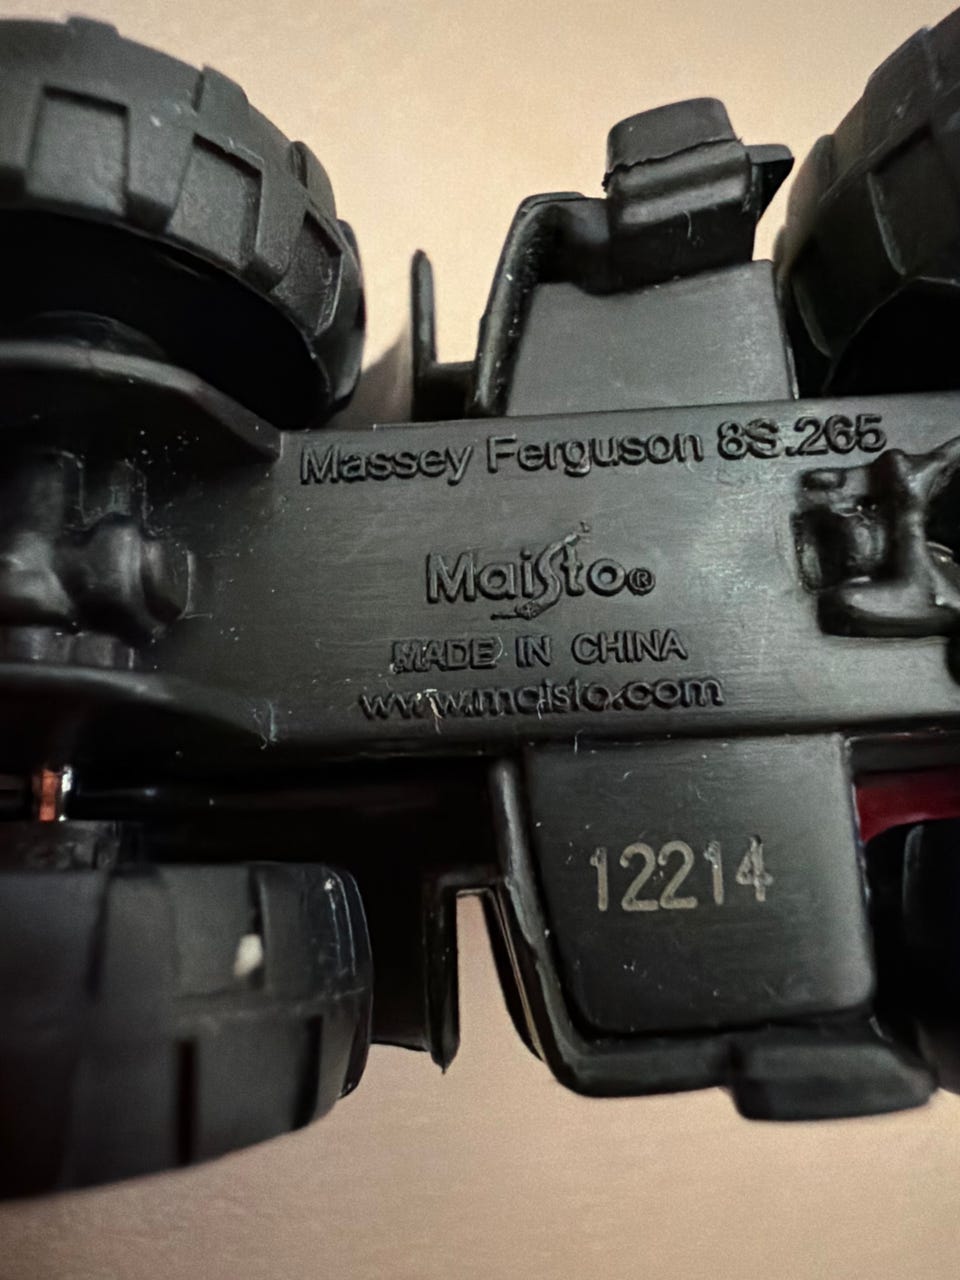 Massey Ferguson 8S.265
Maisto®
MADE IN CHINA
www.maisto.com
12214